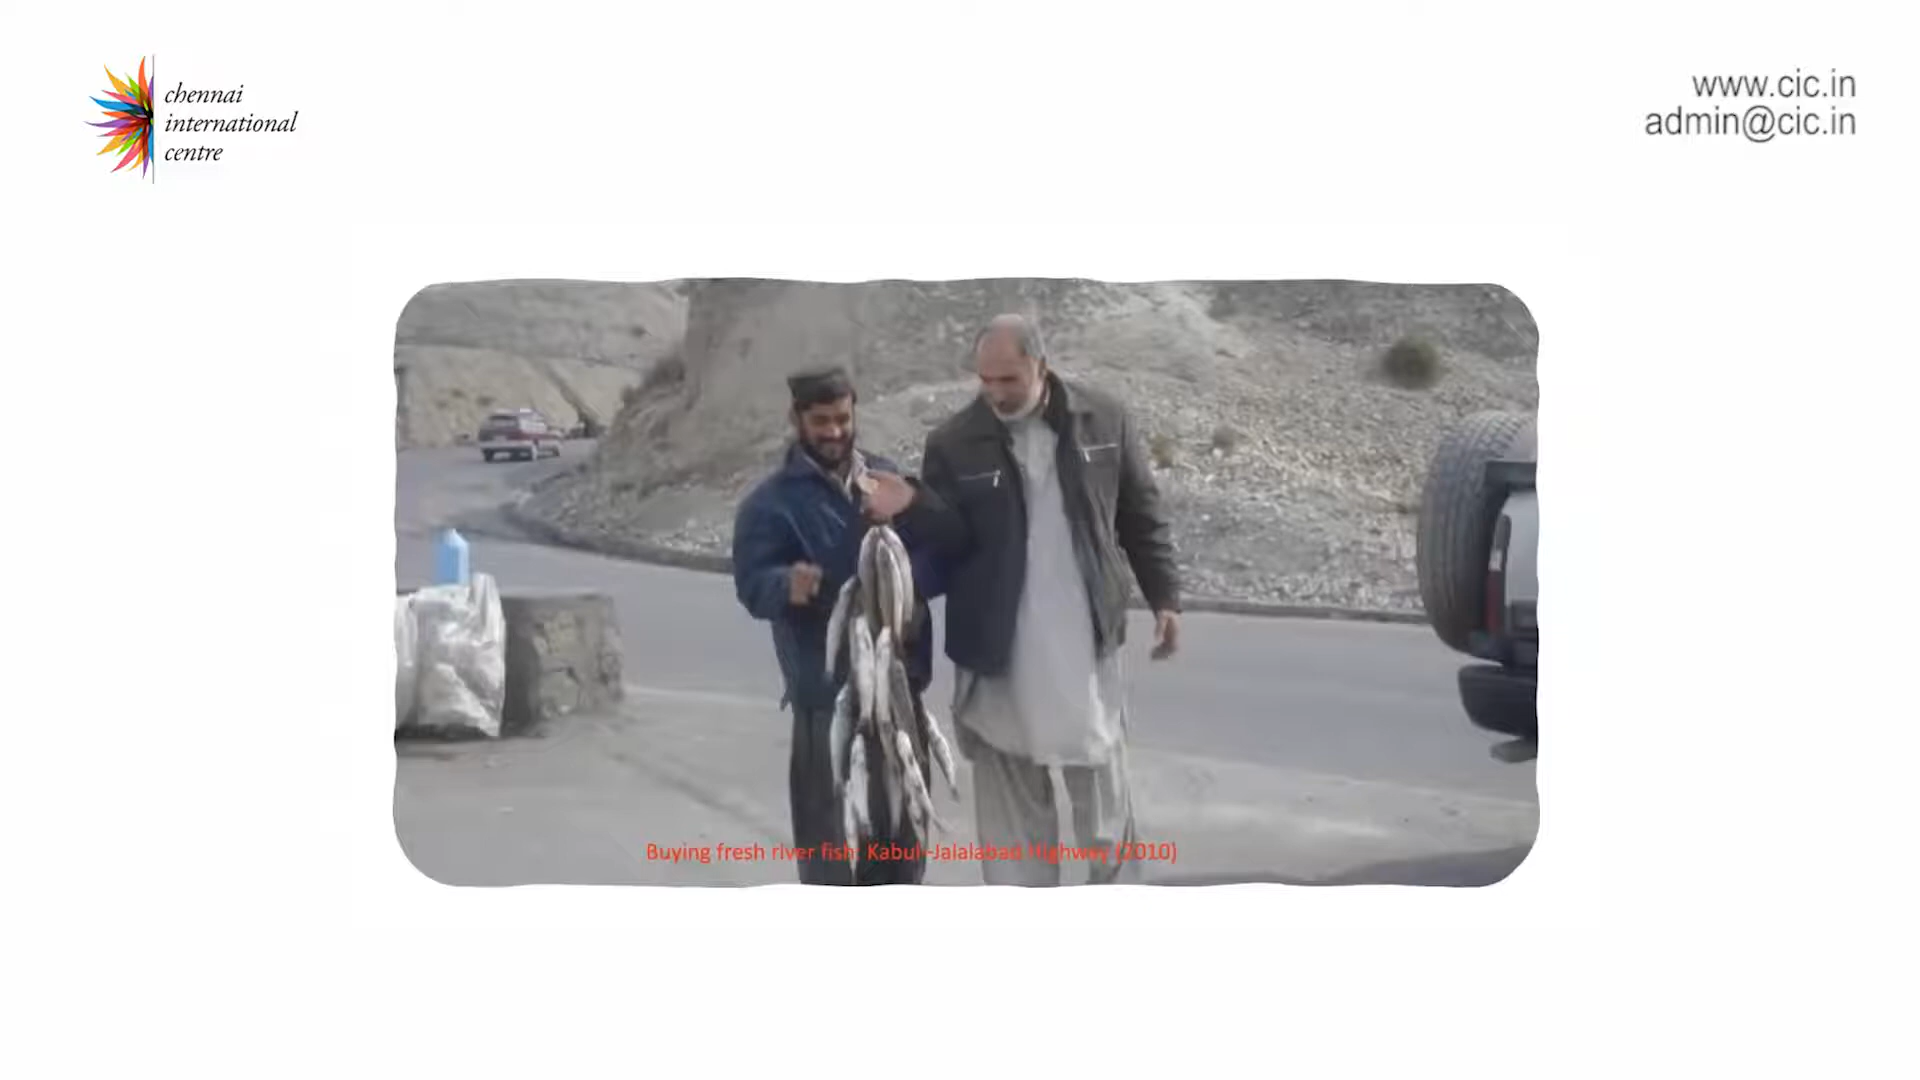 chennai
international
centre
www.cic.in
admin@cic.in
Buying fresh river fish: Kabul-Jalalabad Highway (2010)